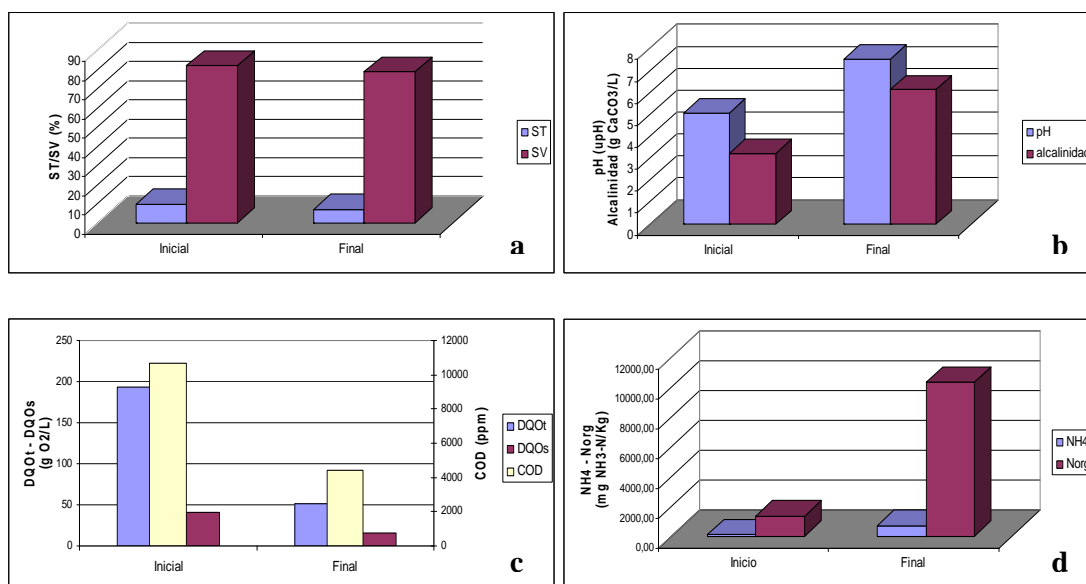 ST/SV (%)
90
80
70
60
50
40
30
20
10
0
Inicial Final
ST
SV
a
pH (upH)
Alcalinidad (g CaCO3/L)
8
7
6
5
4
3
2
1
0
Inicial Final
pH
alcalinidad
b
DQOt - DQOs
(g O2/L)
250
200
150
100
50
0
Inicial Final
12000
10000
8000
6000
4000
2000
0
COD (ppm)
DQOt
DQOs
COD
c
NH4 - Norg
(mg NH3-N/Kg)
12000,00
10000,00
8000,00
6000,00
4000,00
2000,00
0,00
Inicio Final
NH4
Norg
d